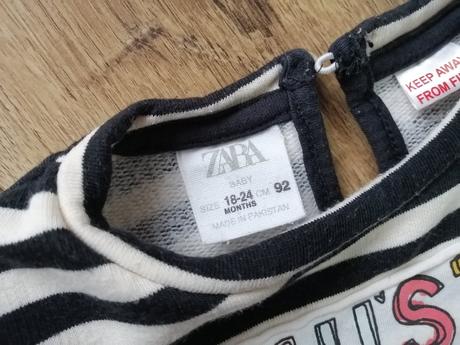 ZARA
BABY
SIZE 18-24 CM 92
MONTHS
MADE IN PAKISTAN
KEEP AWAY
FROM FI